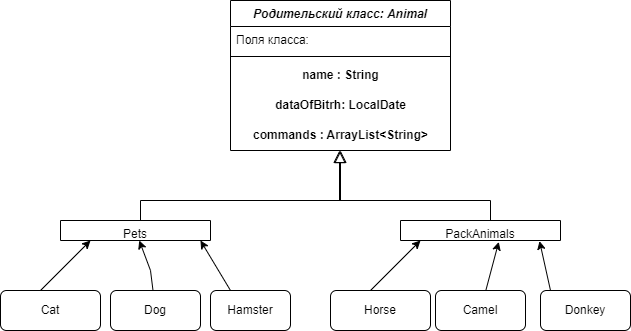 Родительский класс: Animal
Поля класса:
name : String
dataOfBitrh: LocalDate
commands : ArrayList<String>
Pets
PackAnimals
Cat
Dog
Hamster
Horse
Camel
Donkey